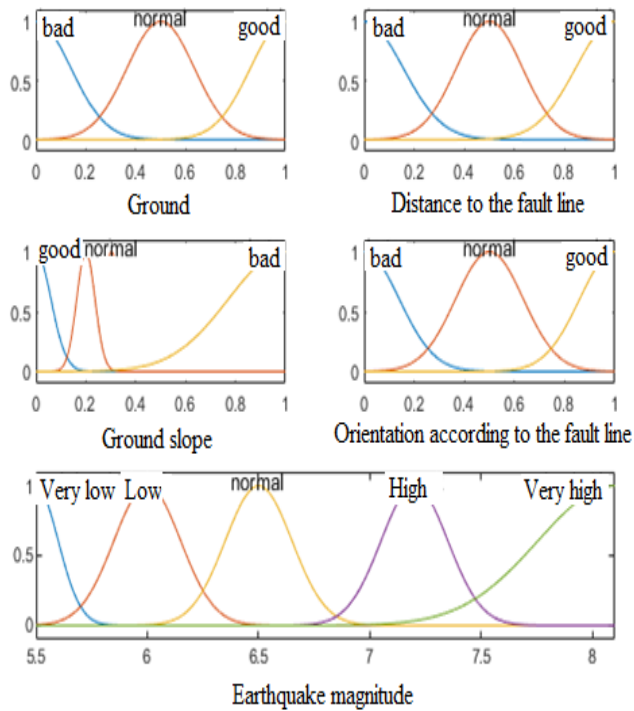 bad normal good
1
0.5
0
0 0.2 0.4 0.6 0.8 1
Ground
bad normal good
1
0.5
0
0 0.2 0.4 0.6 0.8 1
Distance to the fault line
good normal bad
1
0.5
0
0 0.2 0.4 0.6 0.8 1
Ground slope
bad normal good
1
0.5
0
0 0.2 0.4 0.6 0.8 1
Orientation according to the fault line
Very low Low normal High Very high
1
0.5
0
5.5 6 6.5 7 7.5 8
Earthquake magnitude